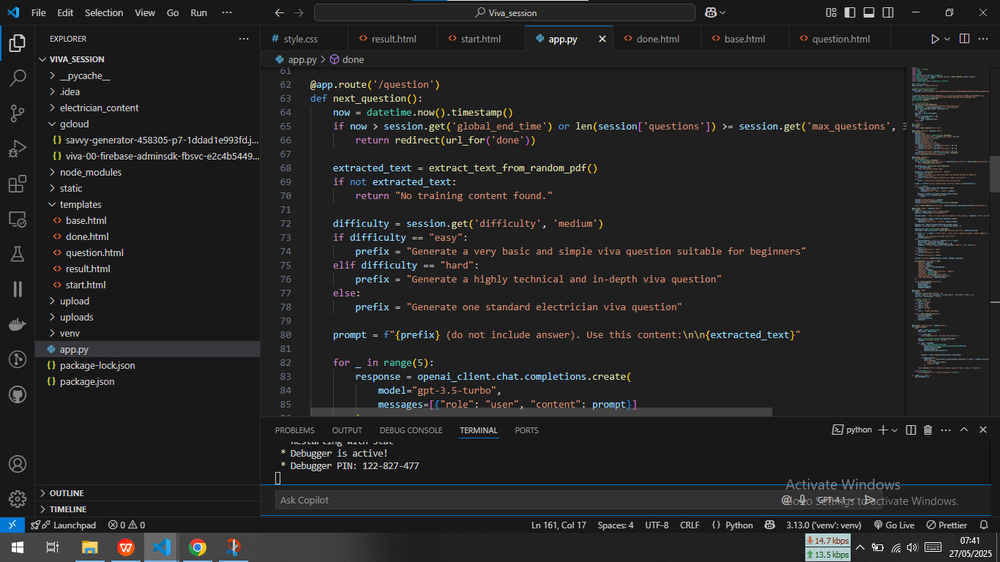 File Edit Selection View Go Run ···
Viva_session
EXPLORER
VIVA_SESSION
__pycache__
.idea
electrician_content
gcloud
savvy-generator-458305-p7-1ddad1e993fd.j...
viva-00-firebase-adminsdk-fbsvc-e2c4b5449...
node_modules
static
templates
base.html
done.html
question.html
result.html
start.html
upload
uploads
venv
app.py
package-lock.json
package.json
OUTLINE
TIMELINE
style.css result.html start.html app.py done.html base.html question.html
app.py > done
61
62 @app.route('/question')
63 def next_question():
64 now = datetime.now().timestamp()
65 if now > session.get('global_end_time') or len(session['questions']) >= session.get('max_questions', 3
66 return redirect(url_for('done'))
67
68 extracted_text = extract_text_from_random_pdf()
69 if not extracted_text:
70 return "No training content found."
71
72 difficulty = session.get('difficulty', 'medium')
73 if difficulty == "easy":
74 prefix = "Generate a very basic and simple viva question suitable for beginners"
75 elif difficulty == "hard":
76 prefix = "Generate a highly technical and in-depth viva question"
77 else:
78 prefix = "Generate one standard electrician viva question"
79
80 prompt = f"{prefix} (do not include answer). Use this content:\n\n{extracted_text}"
81
82 for _ in range(5):
83 response = openai_client.chat.completions.create(
84 model="gpt-3.5-turbo",
85 messages=[{"role": "user", "content": prompt}]
86 )
PROBLEMS OUTPUT DEBUG CONSOLE TERMINAL PORTS
python
* Restarting with stat
* Debugger is active!
* Debugger PIN: 122-827-477
Ask Copilot
GPT-4.1
Activate Windows
Go to Settings to activate Windows.
Launchpad 0 0
Ln 161, Col 17 Spaces: 4 UTF-8 CRLF {} Python 3.13.0 ('venv': venv) Go Live Prettier
14.7 kbps
13.5 kbps
07:41
27/05/2025